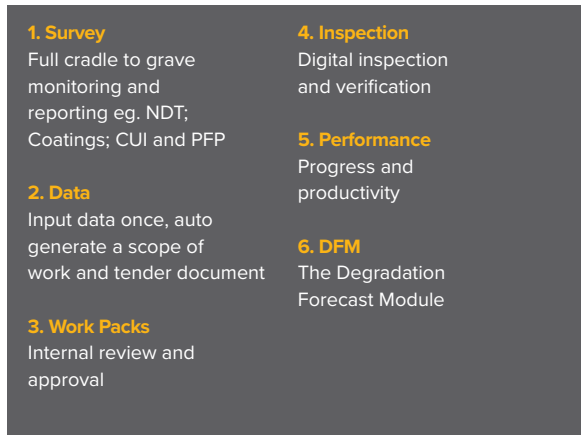 1. Survey
Full cradle to grave
monitoring and
reporting eg. NDT;
Coatings; CUI and PFP
2. Data
Input data once, auto
generate a scope of
work and tender document
3. Work Packs
Internal review and
approval
4. Inspection
Digital inspection
and verification
5. Performance
Progress and
productivity
6. DFM
The Degradation
Forecast Module